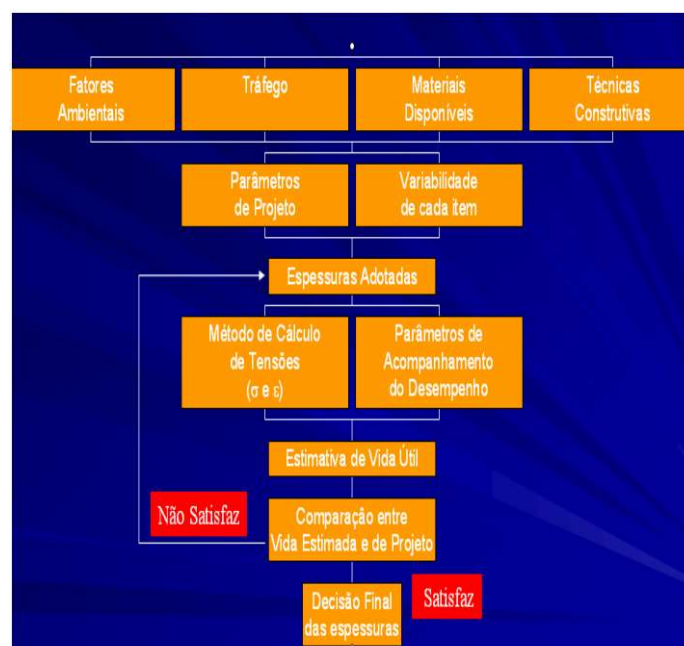 Fatores
Ambientais
Tráfego
Materiais
Disponíveis
Técnicas
Construtivas
Parâmetros
de Projeto
Variabilidade
de cada item
Espessuras Adotadas
Método de Cálculo
de Tensões
(σ e ε)
Parâmetros de
Acompanhamento
do Desempenho
Estimativa de Vida Útil
Não Satisfaz
Comparação entre
Vida Estimada e de Projeto
Decisão Final
das espessuras
Satisfaz